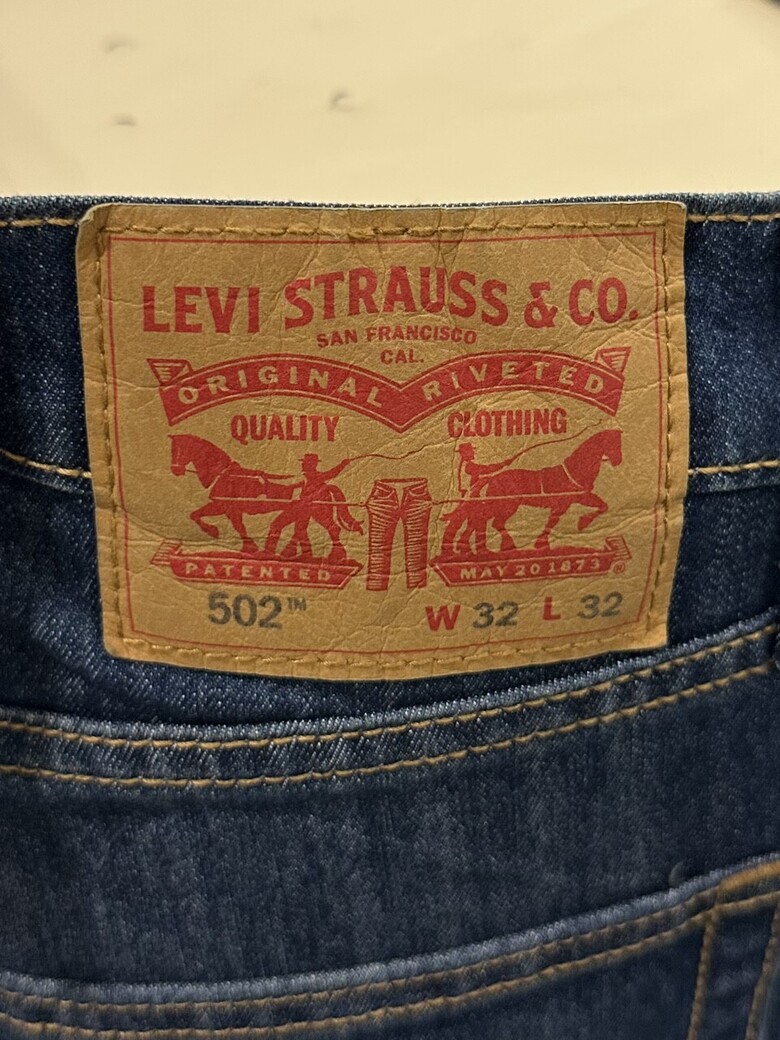 LEVI STRAUSS & CO.
SAN FRANCISCO
CAL.
ORIGINAL RIVETED
QUALITY CLOTHING
PATENTED MAY 20 1873 ®
502™ W 32 L 32